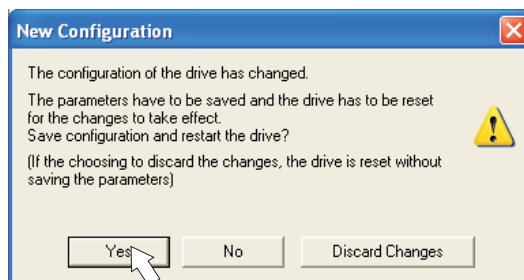 New Configuration
The configuration of the drive has changed.
The parameters have to be saved and the drive has to be reset
for the changes to take effect.
Save configuration and restart the drive?
(If the choosing to discard the changes, the drive is reset without
saving the parameters)
Yes No Discard Changes